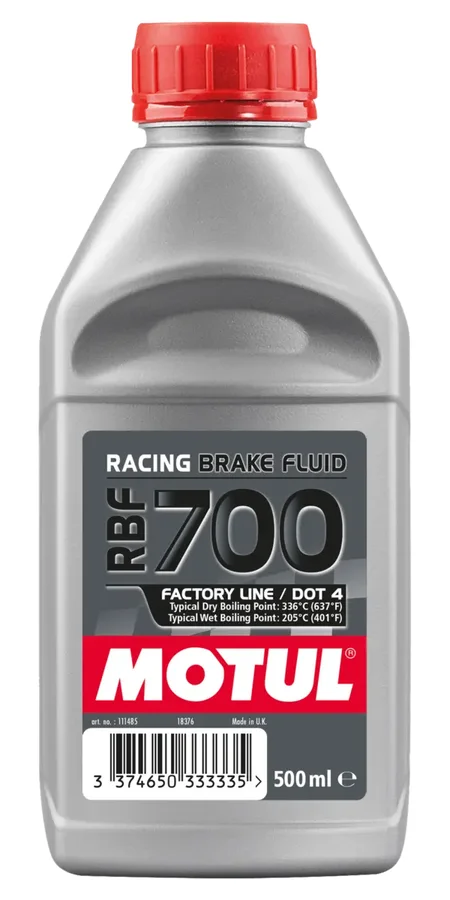 RACING BRAKE FLUID
RBF 700
FACTORY LINE / DOT 4
Typical Dry Boiling Point: 336°C (637°F)
Typical Wet Boiling Point: 205°C (401°F)
MOTUL®
art. no. : 111485 18376 Made in U.K.
3 374650 333335 >
500 ml ℮